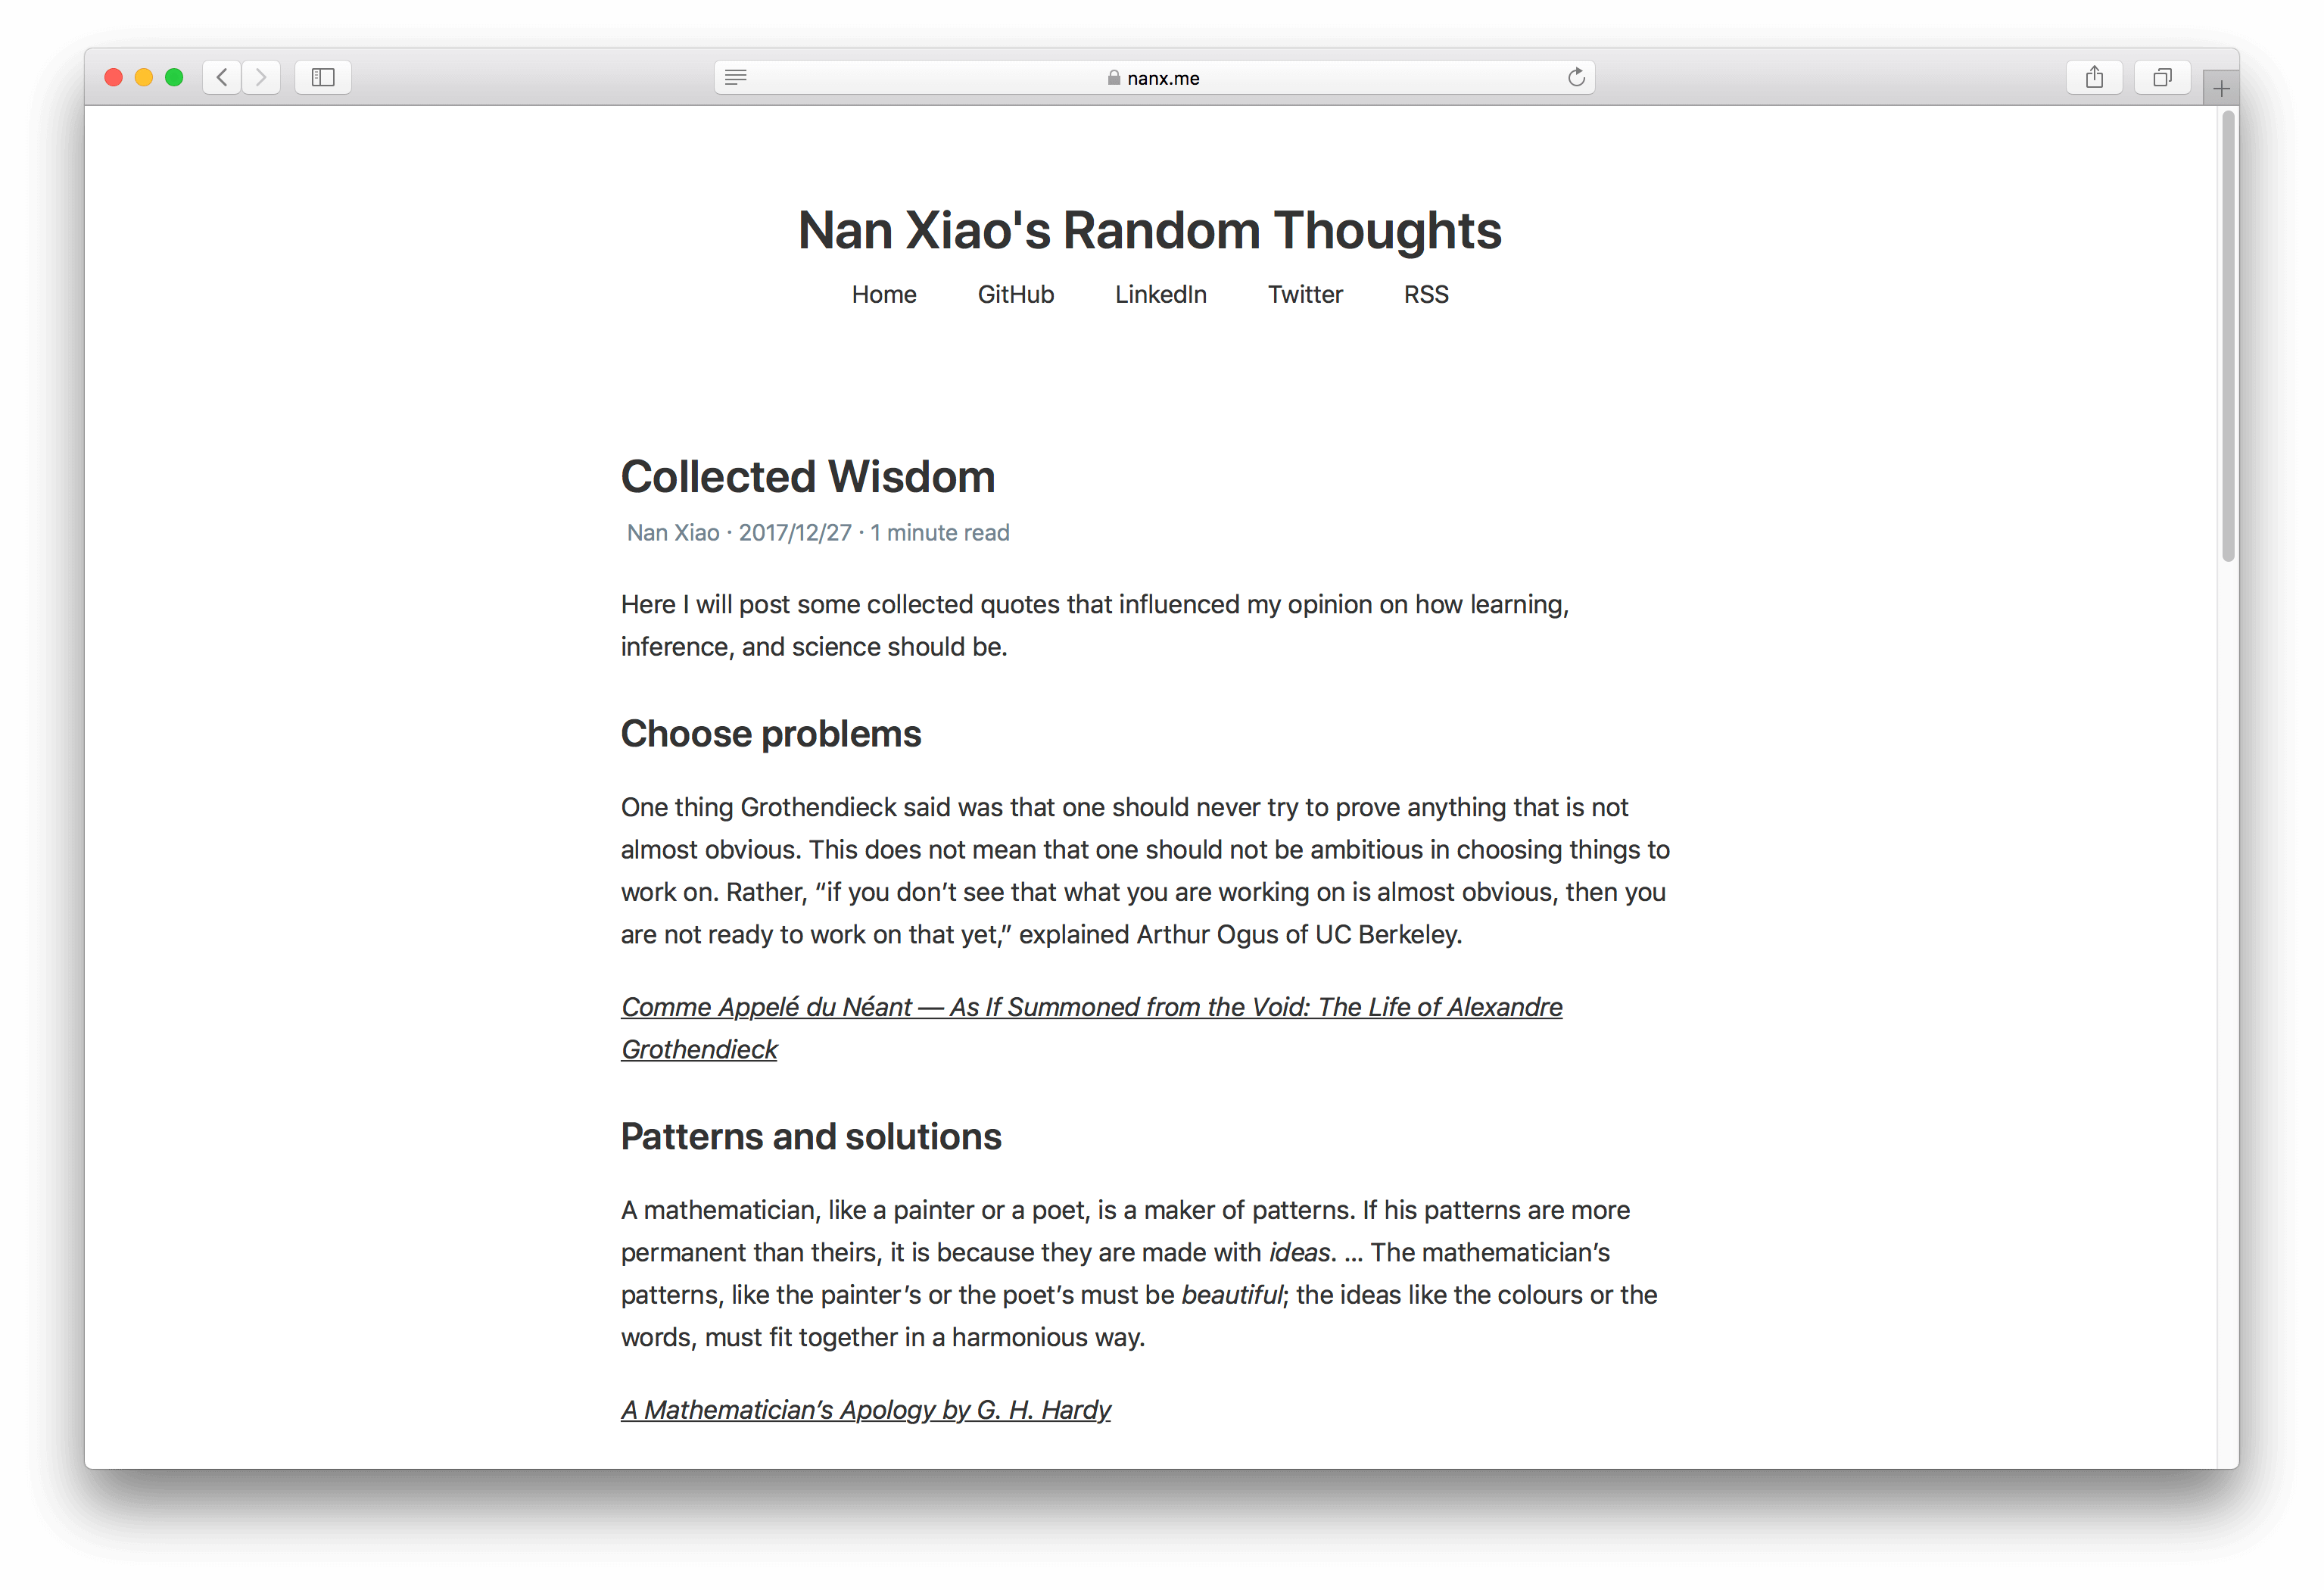 nanx.me
Nan Xiao's Random Thoughts
Home GitHub LinkedIn Twitter RSS
Collected Wisdom
Nan Xiao · 2017/12/27 · 1 minute read
Here I will post some collected quotes that influenced my opinion on how learning,
inference, and science should be.
Choose problems
One thing Grothendieck said was that one should never try to prove anything that is not
almost obvious. This does not mean that one should not be ambitious in choosing things to
work on. Rather, “if you don’t see that what you are working on is almost obvious, then you
are not ready to work on that yet,” explained Arthur Ogus of UC Berkeley.
Comme Appelé du Néant — As If Summoned from the Void: The Life of Alexandre
Grothendieck
Patterns and solutions
A mathematician, like a painter or a poet, is a maker of patterns. If his patterns are more
permanent than theirs, it is because they are made with ideas. … The mathematician’s
patterns, like the painter’s or the poet’s must be beautiful; the ideas like the colours or the
words, must fit together in a harmonious way.
A Mathematician’s Apology by G. H. Hardy